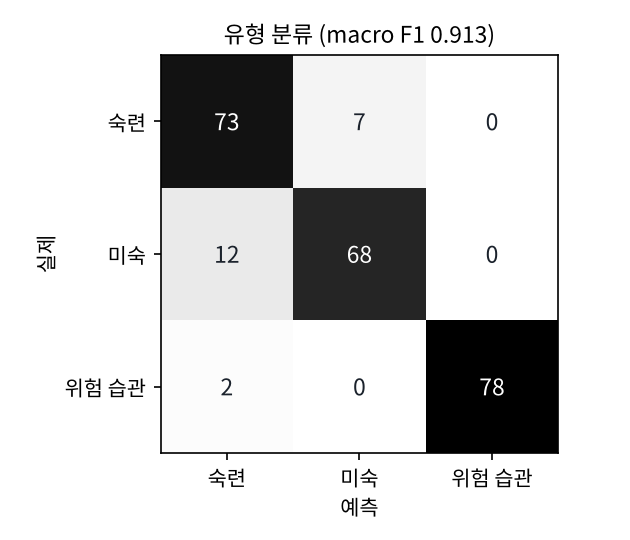 유형 분류 (macro F1 0.913)
숙련 73 7 0
미숙 12 68 0
위험 습관 2 0 78
실제
숙련 미숙 위험 습관
예측